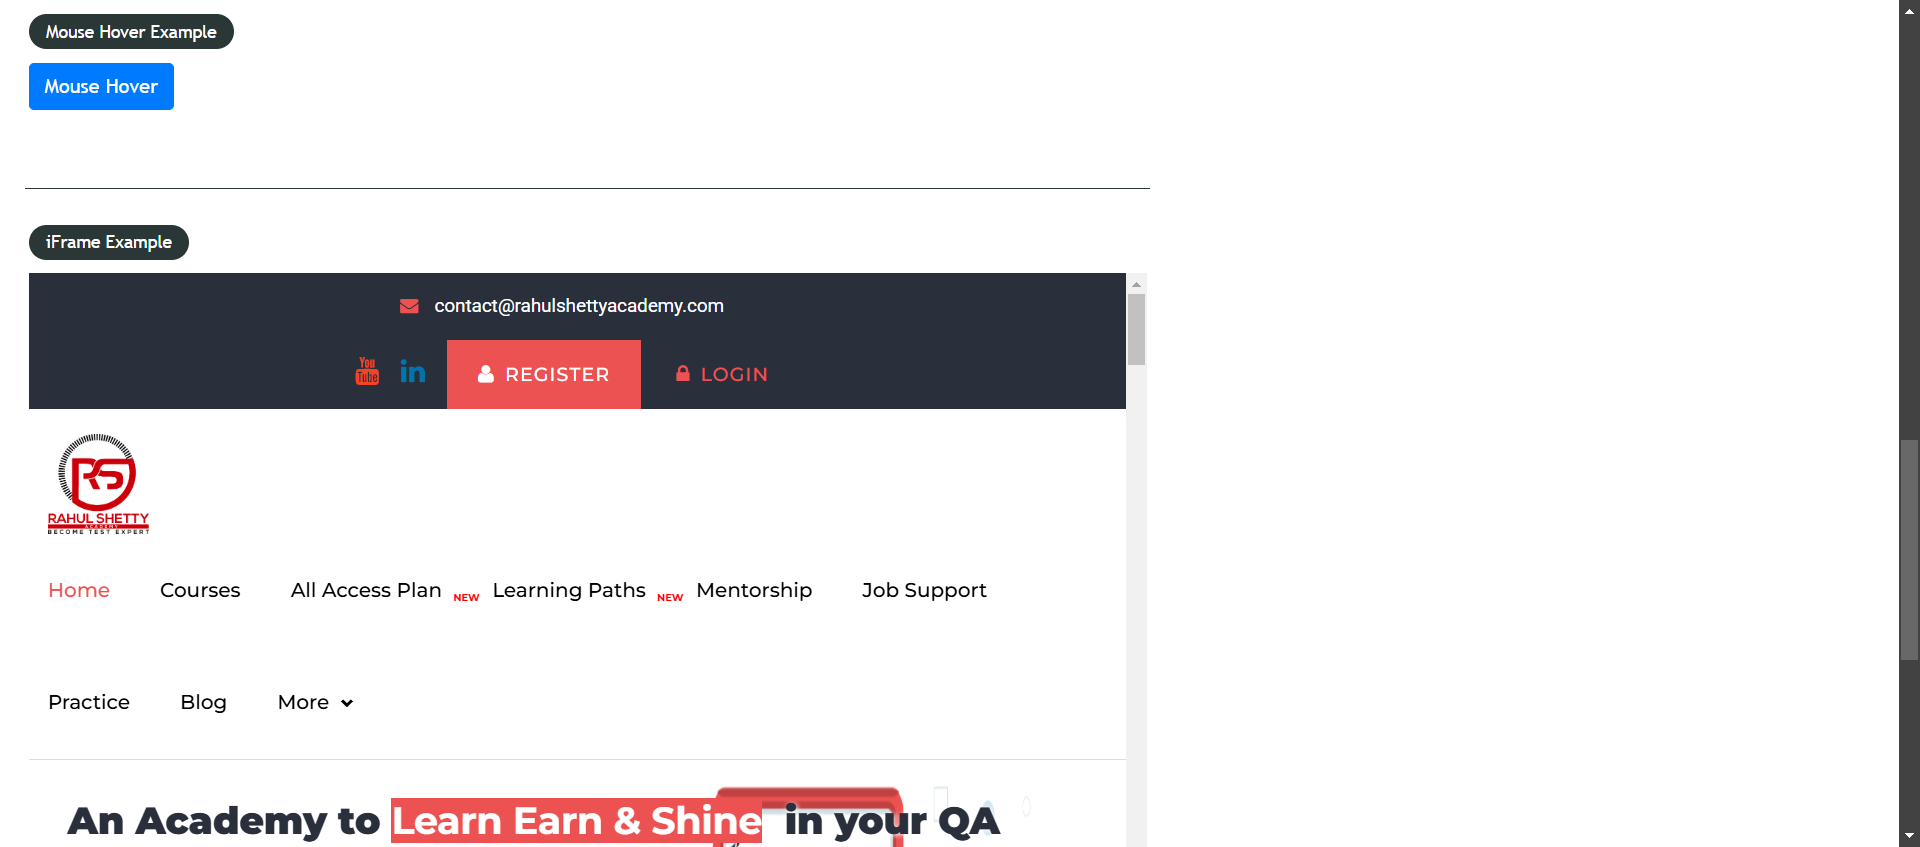 Mouse Hover Example
Mouse Hover
iFrame Example
contact@rahulshettyacademy.com
You Tube in REGISTER LOGIN
RS
RAHUL SHETTY
ACADEMY
BECOME TEST EXPERT
Home Courses All Access Plan NEW Learning Paths NEW Mentorship Job Support
Practice Blog More
An Academy to Learn Earn & Shine in your QA